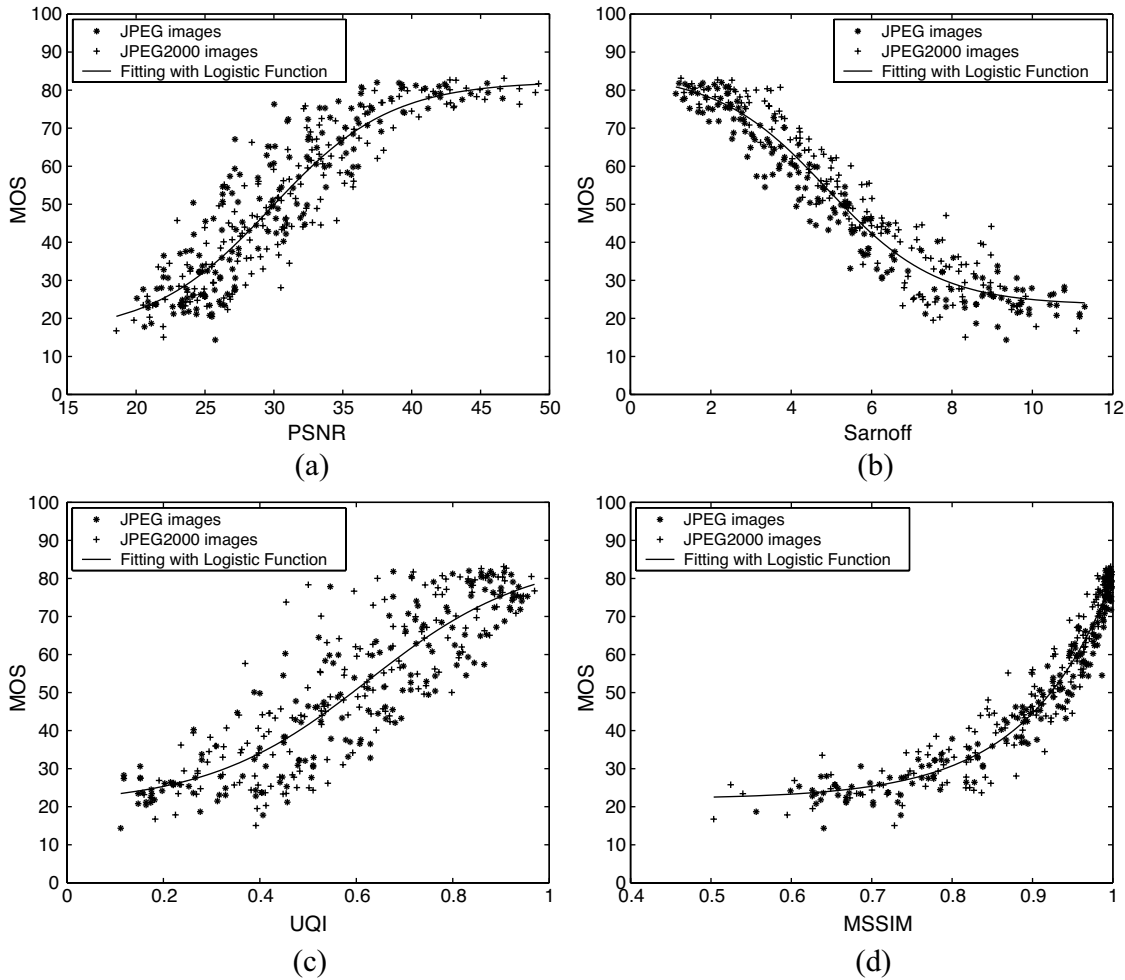 100
90
80
70
60
50
40
30
20
10
0
MOS
JPEG images
JPEG2000 images
Fitting with Logistic Function
15 20 25 30 35 40 45 50
PSNR
(a)
100
90
80
70
60
50
40
30
20
10
0
MOS
JPEG images
JPEG2000 images
Fitting with Logistic Function
0 2 4 6 8 10 12
Sarnoff
(b)
100
90
80
70
60
50
40
30
20
10
0
MOS
JPEG images
JPEG2000 images
Fitting with Logistic Function
0 0.2 0.4 0.6 0.8 1
UQI
(c)
100
90
80
70
60
50
40
30
20
10
0
MOS
JPEG images
JPEG2000 images
Fitting with Logistic Function
0.4 0.5 0.6 0.7 0.8 0.9 1
MSSIM
(d)